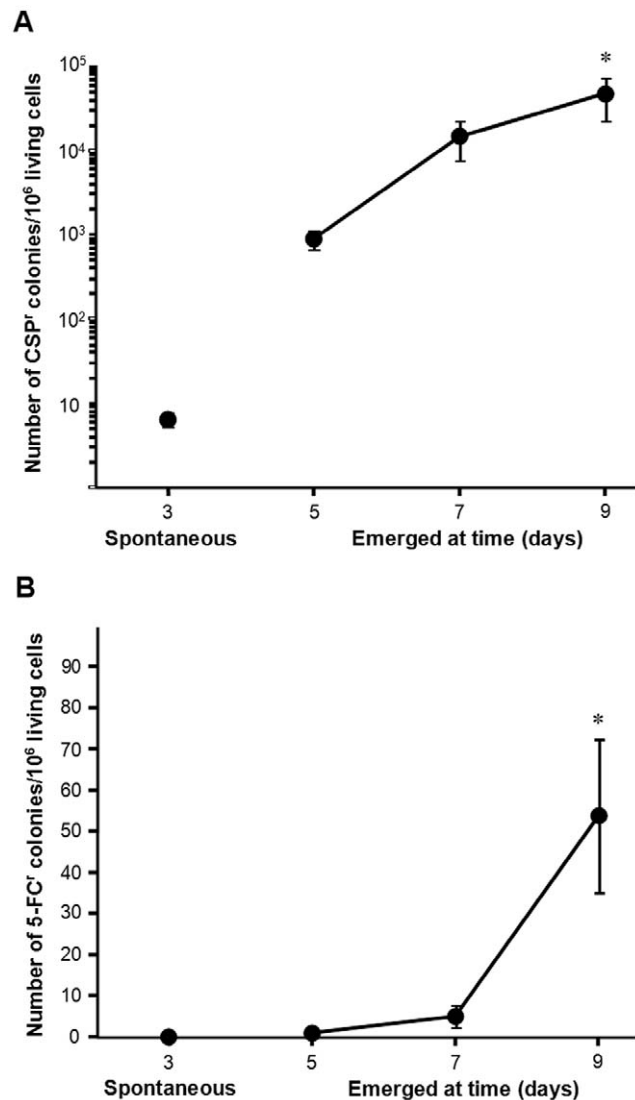 A
Number of CSPʳ colonies/10⁶ living cells
10⁵
10⁴
10³
10²
10
*
3 5 7 9
Spontaneous Emerged at time (days)
B
Number of 5-FCʳ colonies/10⁶ living cells
90
80
70
60
50
40
30
20
10
0
*
3 5 7 9
Spontaneous Emerged at time (days)